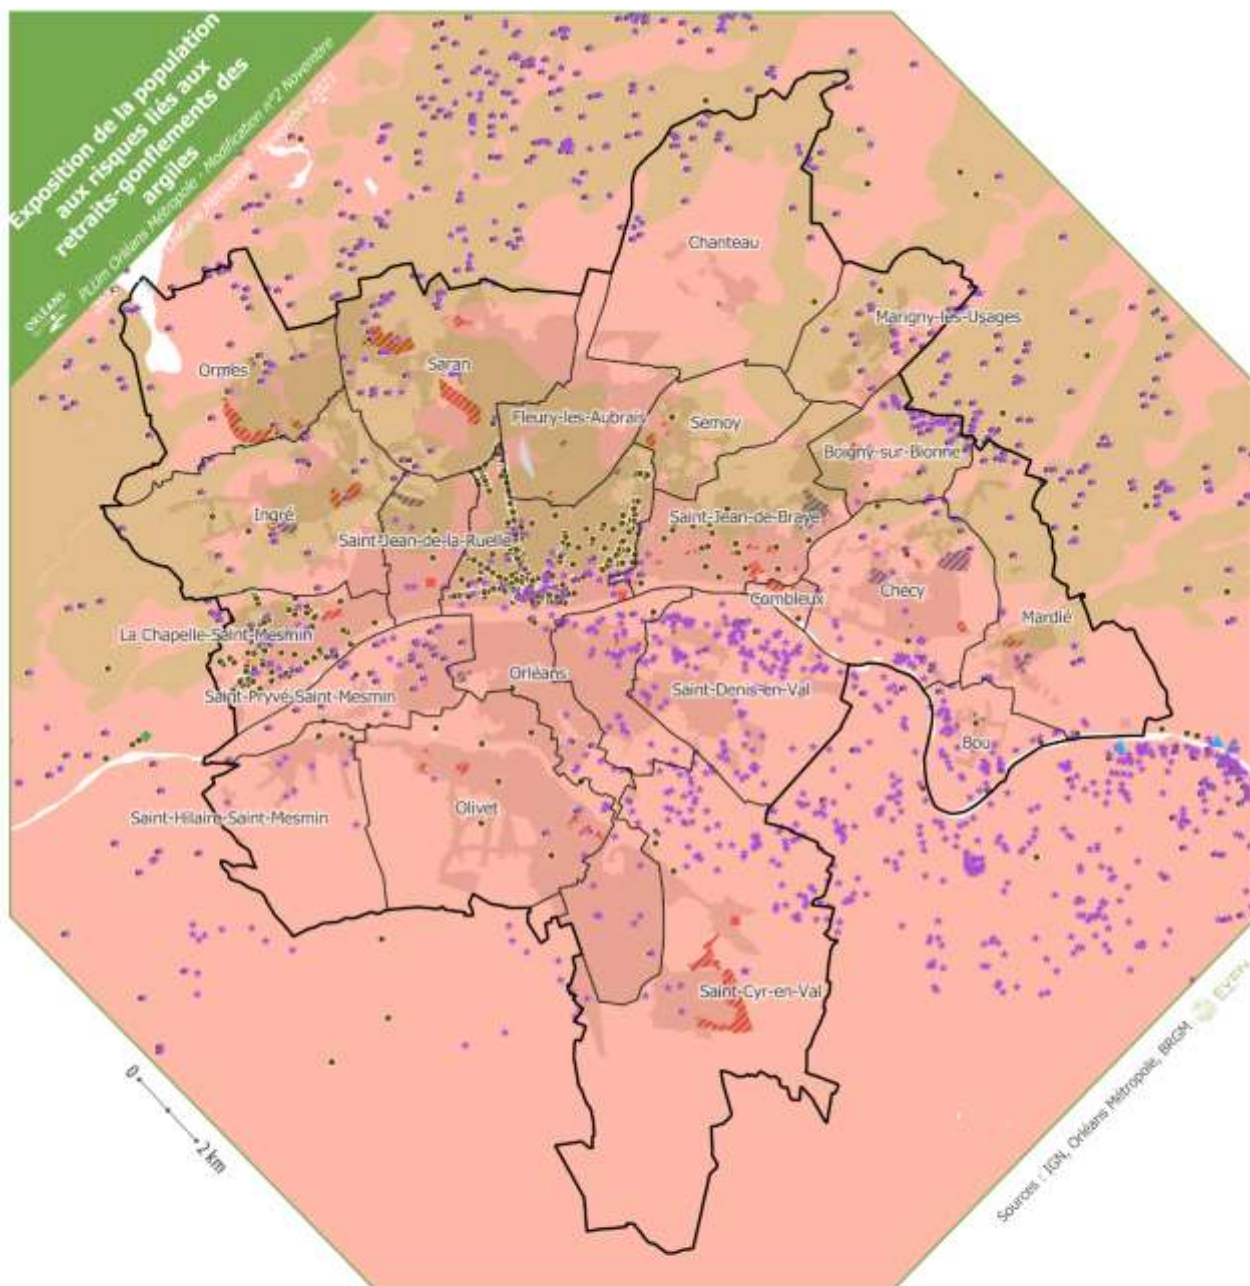 Exposition de la population
aux risques liés aux
retraits-gonflements des
argiles
PLUm Orléans Métropole - Modification n°2 Novembre
ORLÉANS
Chanteau
Marigny-les-Usages
Ormes
Saran
Fleury-les-Aubrais
Semoy
Boigny-sur-Bionne
Ingré
Saint-Jean-de-la-Ruelle
Saint-Jean-de-Braye
Combleux
Chécy
Mardié
La Chapelle-Saint-Mesmin
Orléans
Saint-Pryvé-Saint-Mesmin
Saint-Denis-en-Val
Bou
Saint-Hilaire-Saint-Mesmin
Olivet
Saint-Cyr-en-Val
0
2 km
Sources : IGN, Orléans Métropole, BRGM
EVEN